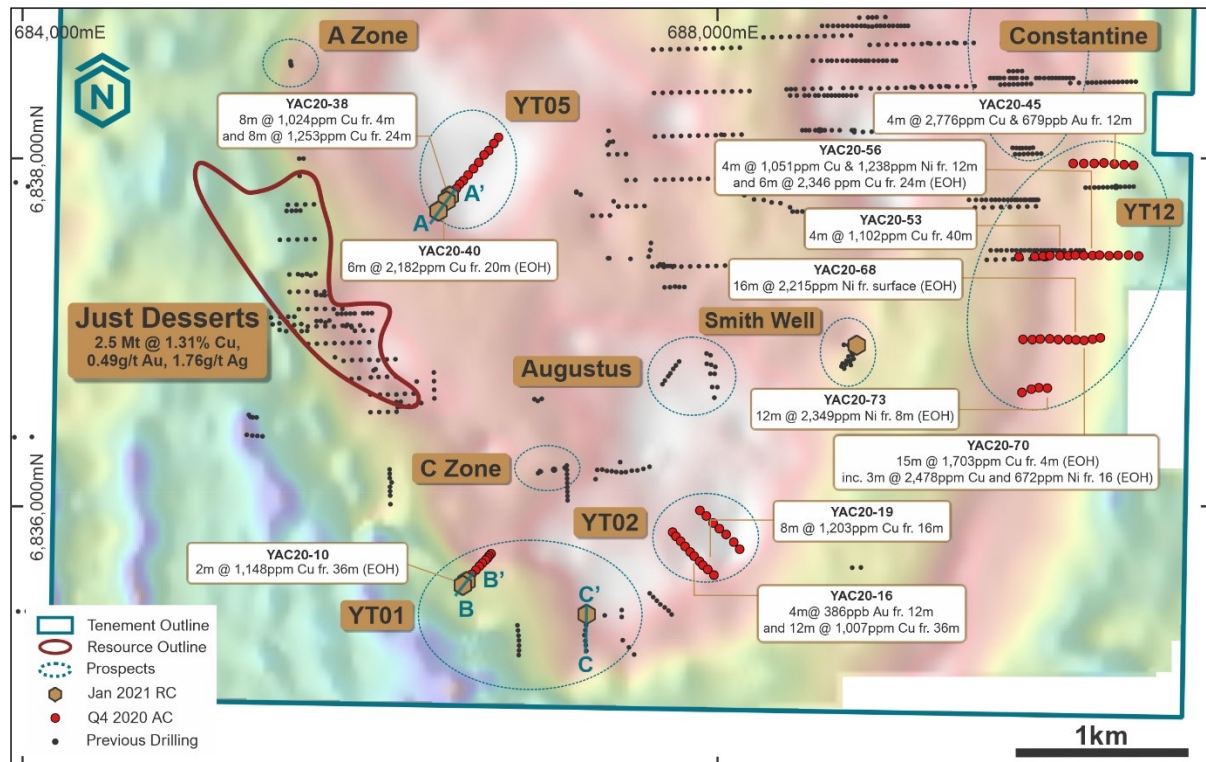 684,000mE
688,000mE
A Zone
Constantine
N
YAC20-38
8m @ 1,024ppm Cu fr. 4m
and 8m @ 1,253ppm Cu fr. 24m
YT05
YAC20-45
4m @ 2,776ppm Cu & 679ppb Au fr. 12m
6,838,000mN
YAC20-56
4m @ 1,051ppm Cu & 1,238ppm Ni fr. 12m
and 6m @ 2,346 ppm Cu fr. 24m (EOH)
A'
A
YT12
YAC20-53
4m @ 1,102ppm Cu fr. 40m
YAC20-40
6m @ 2,182ppm Cu fr. 20m (EOH)
YAC20-68
16m @ 2,215ppm Ni fr. surface (EOH)
Just Desserts
2.5 Mt @ 1.31% Cu,
0.49g/t Au, 1.76g/t Ag
Smith Well
Augustus
YAC20-73
12m @ 2,349ppm Ni fr. 8m (EOH)
C Zone
YAC20-70
15m @ 1,703ppm Cu fr. 4m (EOH)
inc. 3m @ 2,478ppm Cu and 672ppm Ni fr. 16 (EOH)
6,836,000mN
YT02
YAC20-19
8m @ 1,203ppm Cu fr. 16m
YAC20-10
2m @ 1,148ppm Cu fr. 36m (EOH)
B'
B
YAC20-16
4m@ 386ppb Au fr. 12m
and 12m @ 1,007ppm Cu fr. 36m
C'
YT01
C
Tenement Outline
Resource Outline
Prospects
Jan 2021 RC
Q4 2020 AC
Previous Drilling
1km